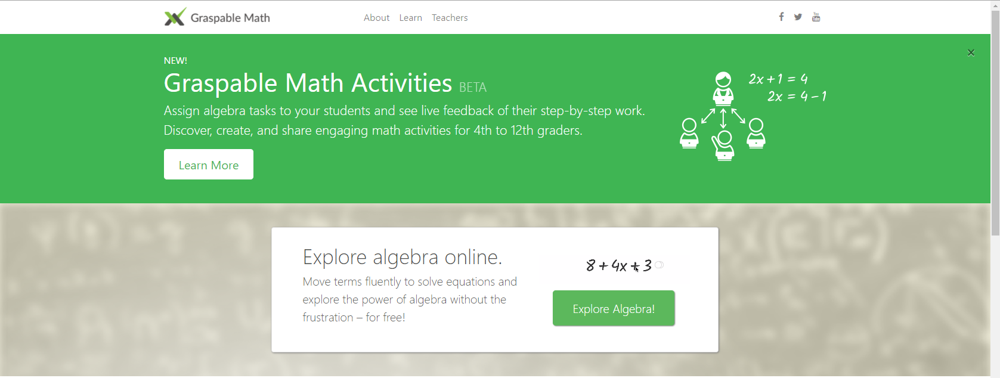 Graspable Math
About Learn Teachers
You Tube
NEW!
Graspable Math Activities BETA
Assign algebra tasks to your students and see live feedback of their step-by-step work.
Discover, create, and share engaging math activities for 4th to 12th graders.
Learn More
2x + 1 = 4
2x = 4 - 1
Explore algebra online.
Move terms fluently to solve equations and
explore the power of algebra without the
frustration – for free!
8 + 4x + 3
Explore Algebra!